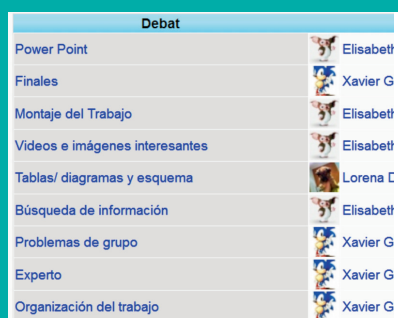 Debat
Power Point Elisabeth
Finales Xavier G
Montaje del Trabajo Elisabeth
Videos e imágenes interesantes Elisabeth
Tablas/ diagramas y esquema Lorena D
Búsqueda de información Elisabeth
Problemas de grupo Xavier G
Experto Xavier G
Organización del trabajo Xavier G